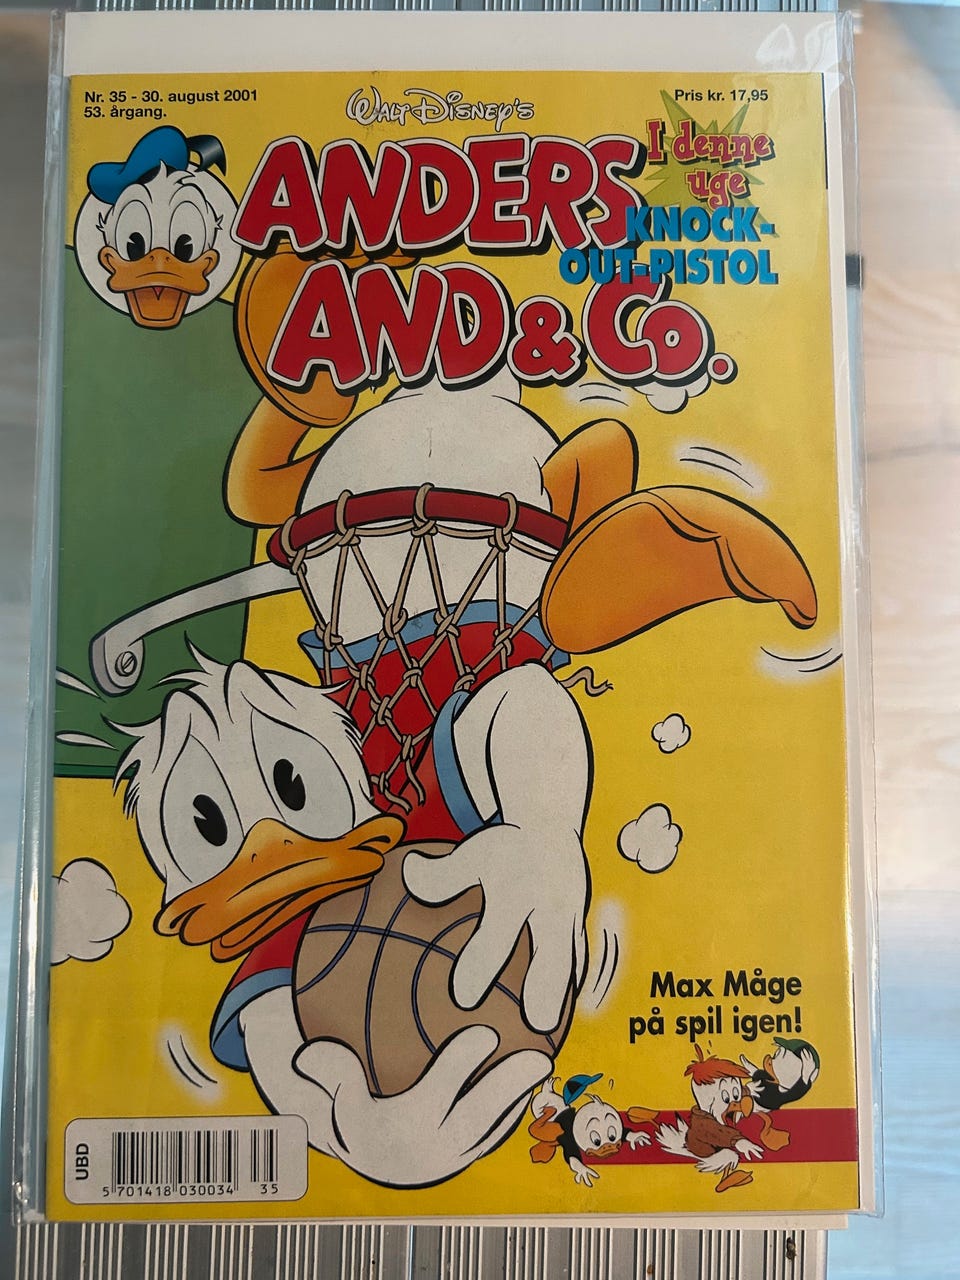 Nr. 35 - 30. august 2001
53. årgang.
WALT DISNEY'S
Pris kr. 17,95
ANDERS
AND & Co.
I denne
uge
KNOCK-
OUT-PISTOL
Max Måge
på spil igen!
UBD
5 701418 030034 35